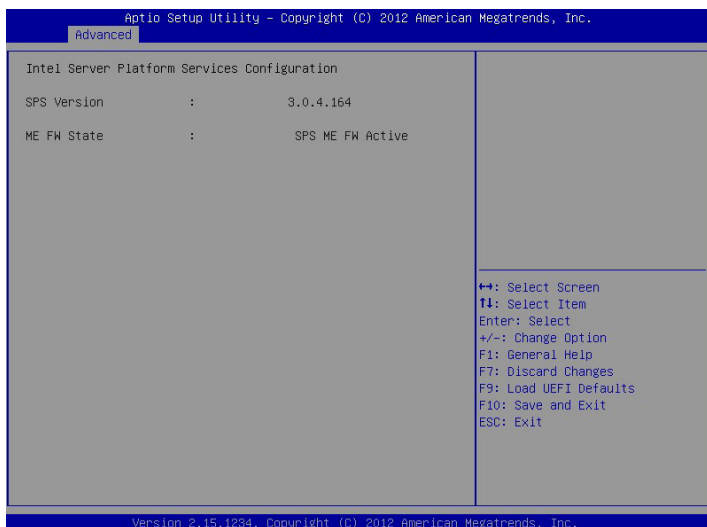 Aptio Setup Utility – Copyright (C) 2012 American Megatrends, Inc.
Advanced
Intel Server Platform Services Configuration
SPS Version : 3.0.4.164
ME FW State : SPS ME FW Active
↔: Select Screen
↑↓: Select Item
Enter: Select
+/-: Change Option
F1: General Help
F7: Discard Changes
F9: Load UEFI Defaults
F10: Save and Exit
ESC: Exit
Version 2.15.1234. Copyright (C) 2012 American Megatrends, Inc.